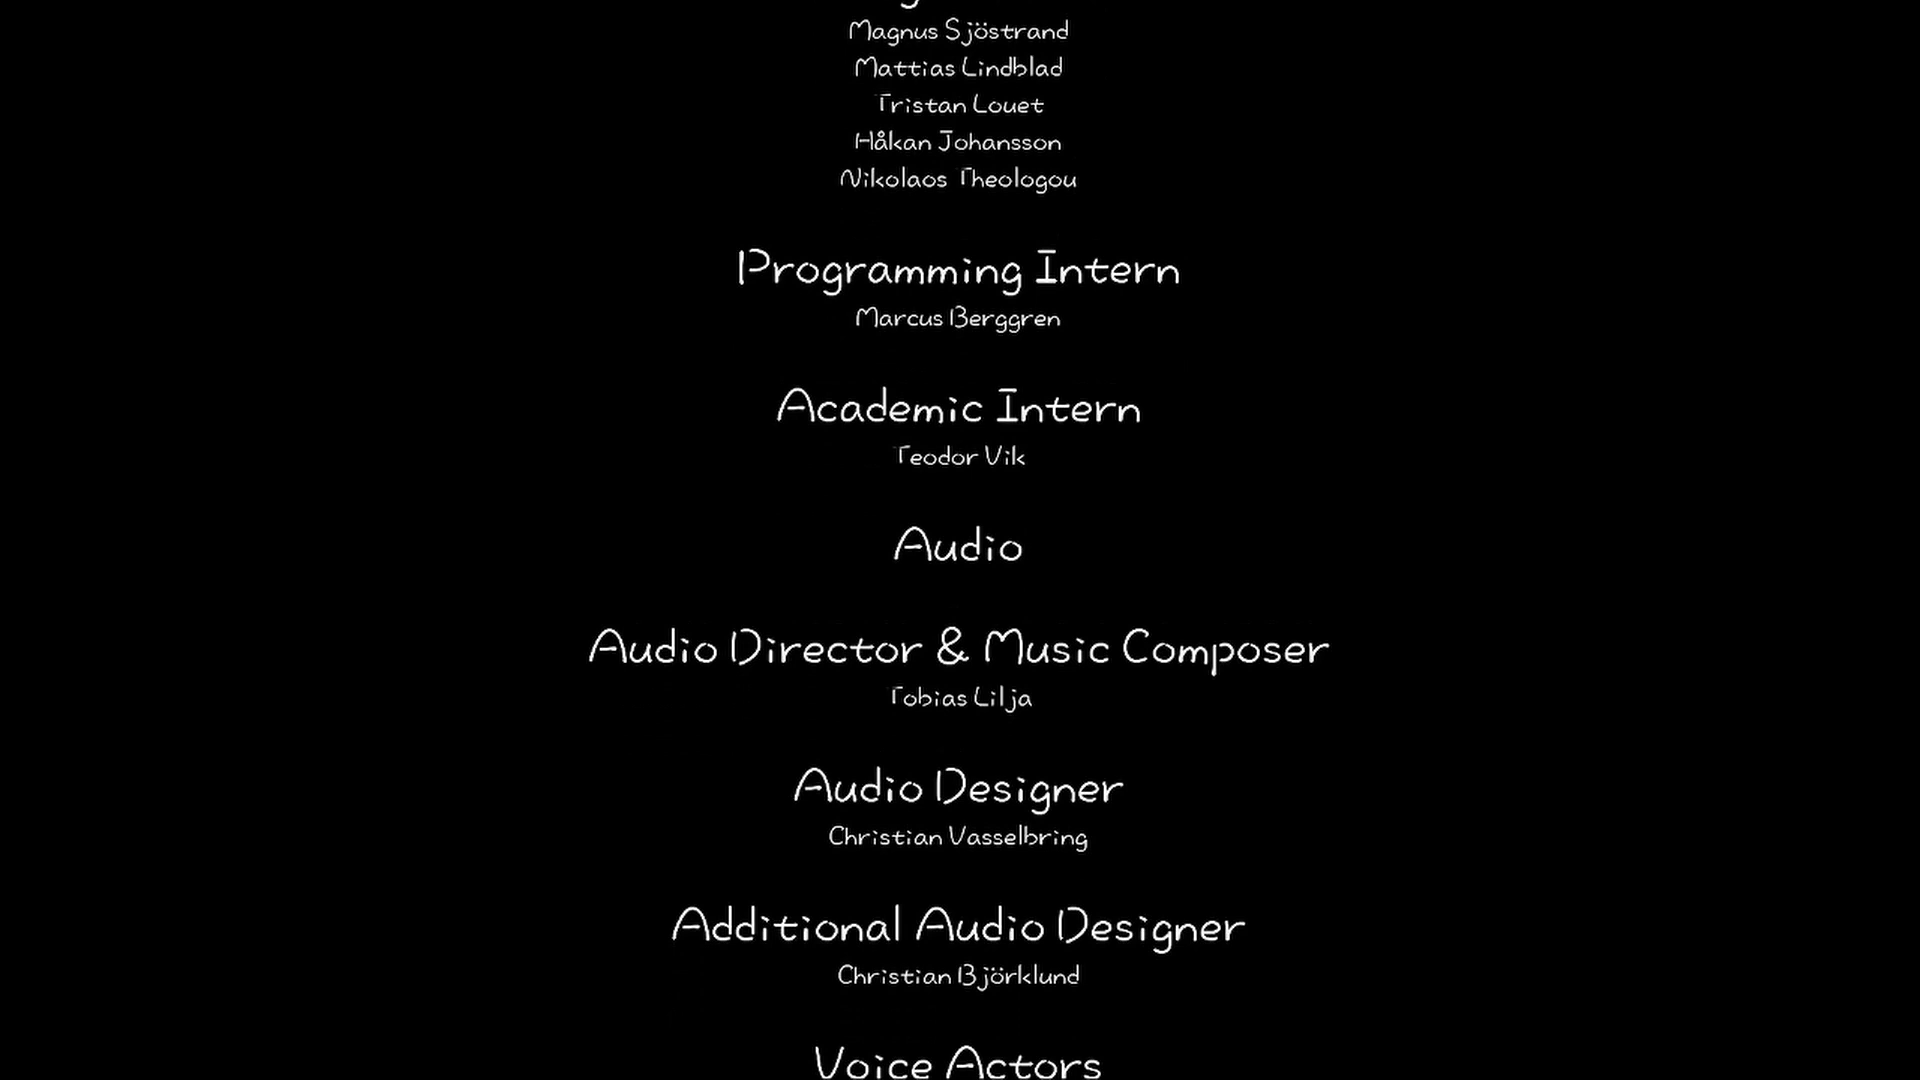 Magnus Sjöstrand
Mattias Lindblad
Tristan Louet
Håkan Johansson
Nikolaos Theologou
Programming Intern
Marcus Berggren
Academic Intern
Teodor Vik
Audio
Audio Director & Music Composer
Tobias Lilja
Audio Designer
Christian Vasselbring
Additional Audio Designer
Christian Björklund
Voice Actors